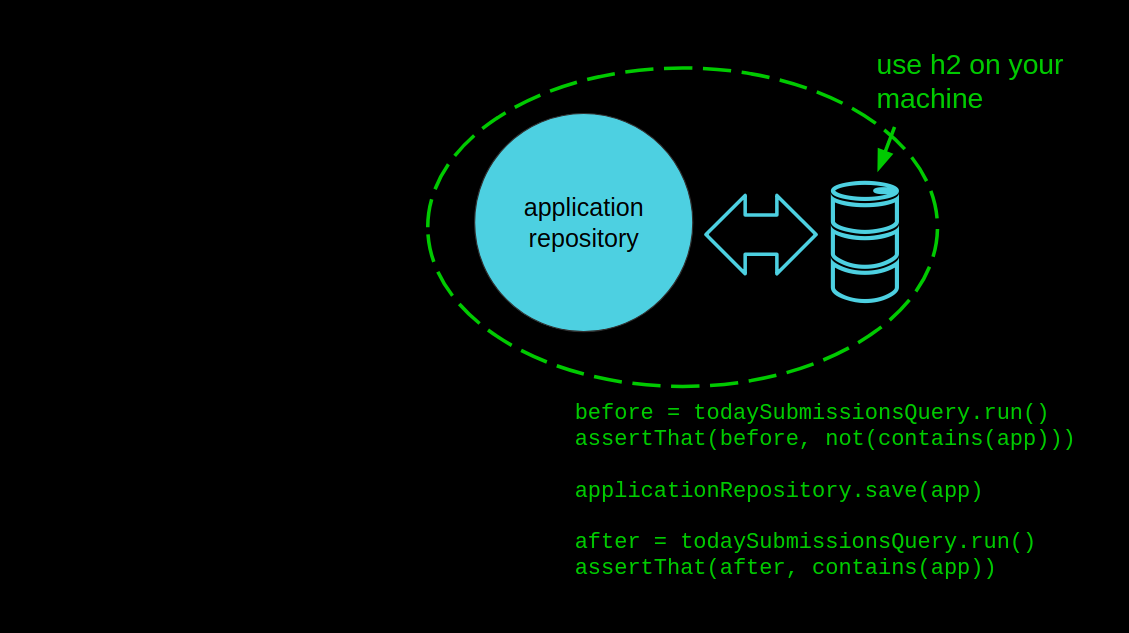 use h2 on your
machine
application
repository
before = todaySubmissionsQuery.run()
assertThat(before, not(contains(app)))
applicationRepository.save(app)
after = todaySubmissionsQuery.run()
assertThat(after, contains(app))